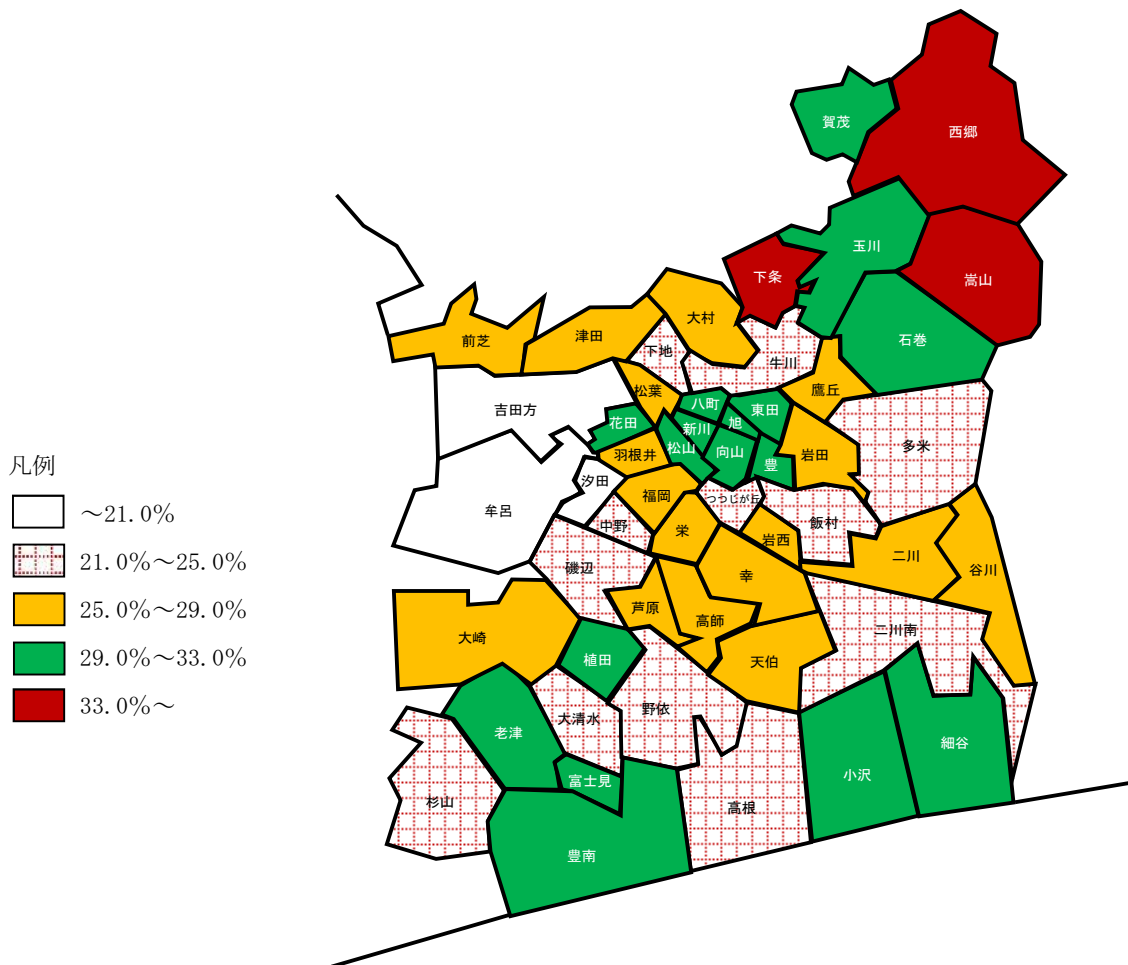 賀茂
西郷
玉川
下条
嵩山
大村
津田
前芝
石巻
下地
牛川
松葉
鷹丘
八町
東田
吉田方
花田
新川
旭
松山
向山
豊
岩田
多米
羽根井
凡例
汐田
福岡
つつじが丘
牟呂
～21.0%
中野
飯村
栄
岩西
二川
谷川
21.0%～25.0%
磯辺
幸
25.0%～29.0%
芦原
高師
大崎
二川南
29.0%～33.0%
植田
天伯
33.0%～
大清水
野依
老津
細谷
富士見
小沢
杉山
高根
豊南